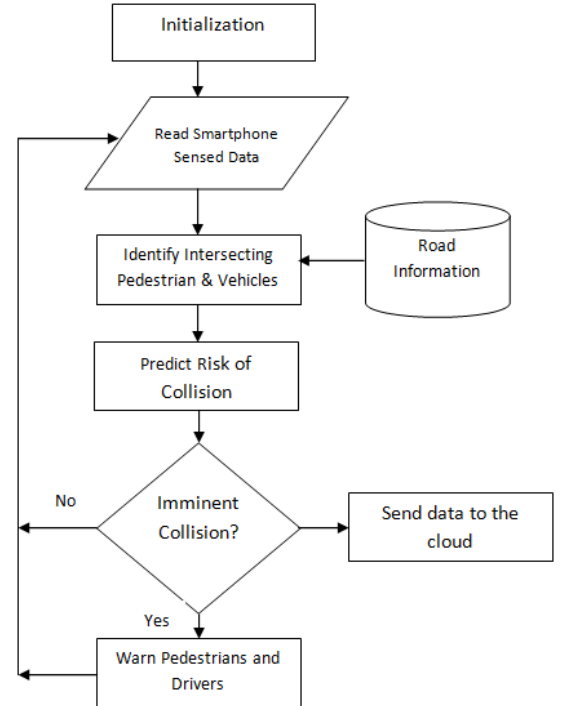 Initialization
Read Smartphone
Sensed Data
Identify Intersecting
Pedestrian & Vehicles
Road
Information
Predict Risk of
Collision
No
Imminent
Collision?
Send data to the
cloud
Yes
Warn Pedestrians and
Drivers